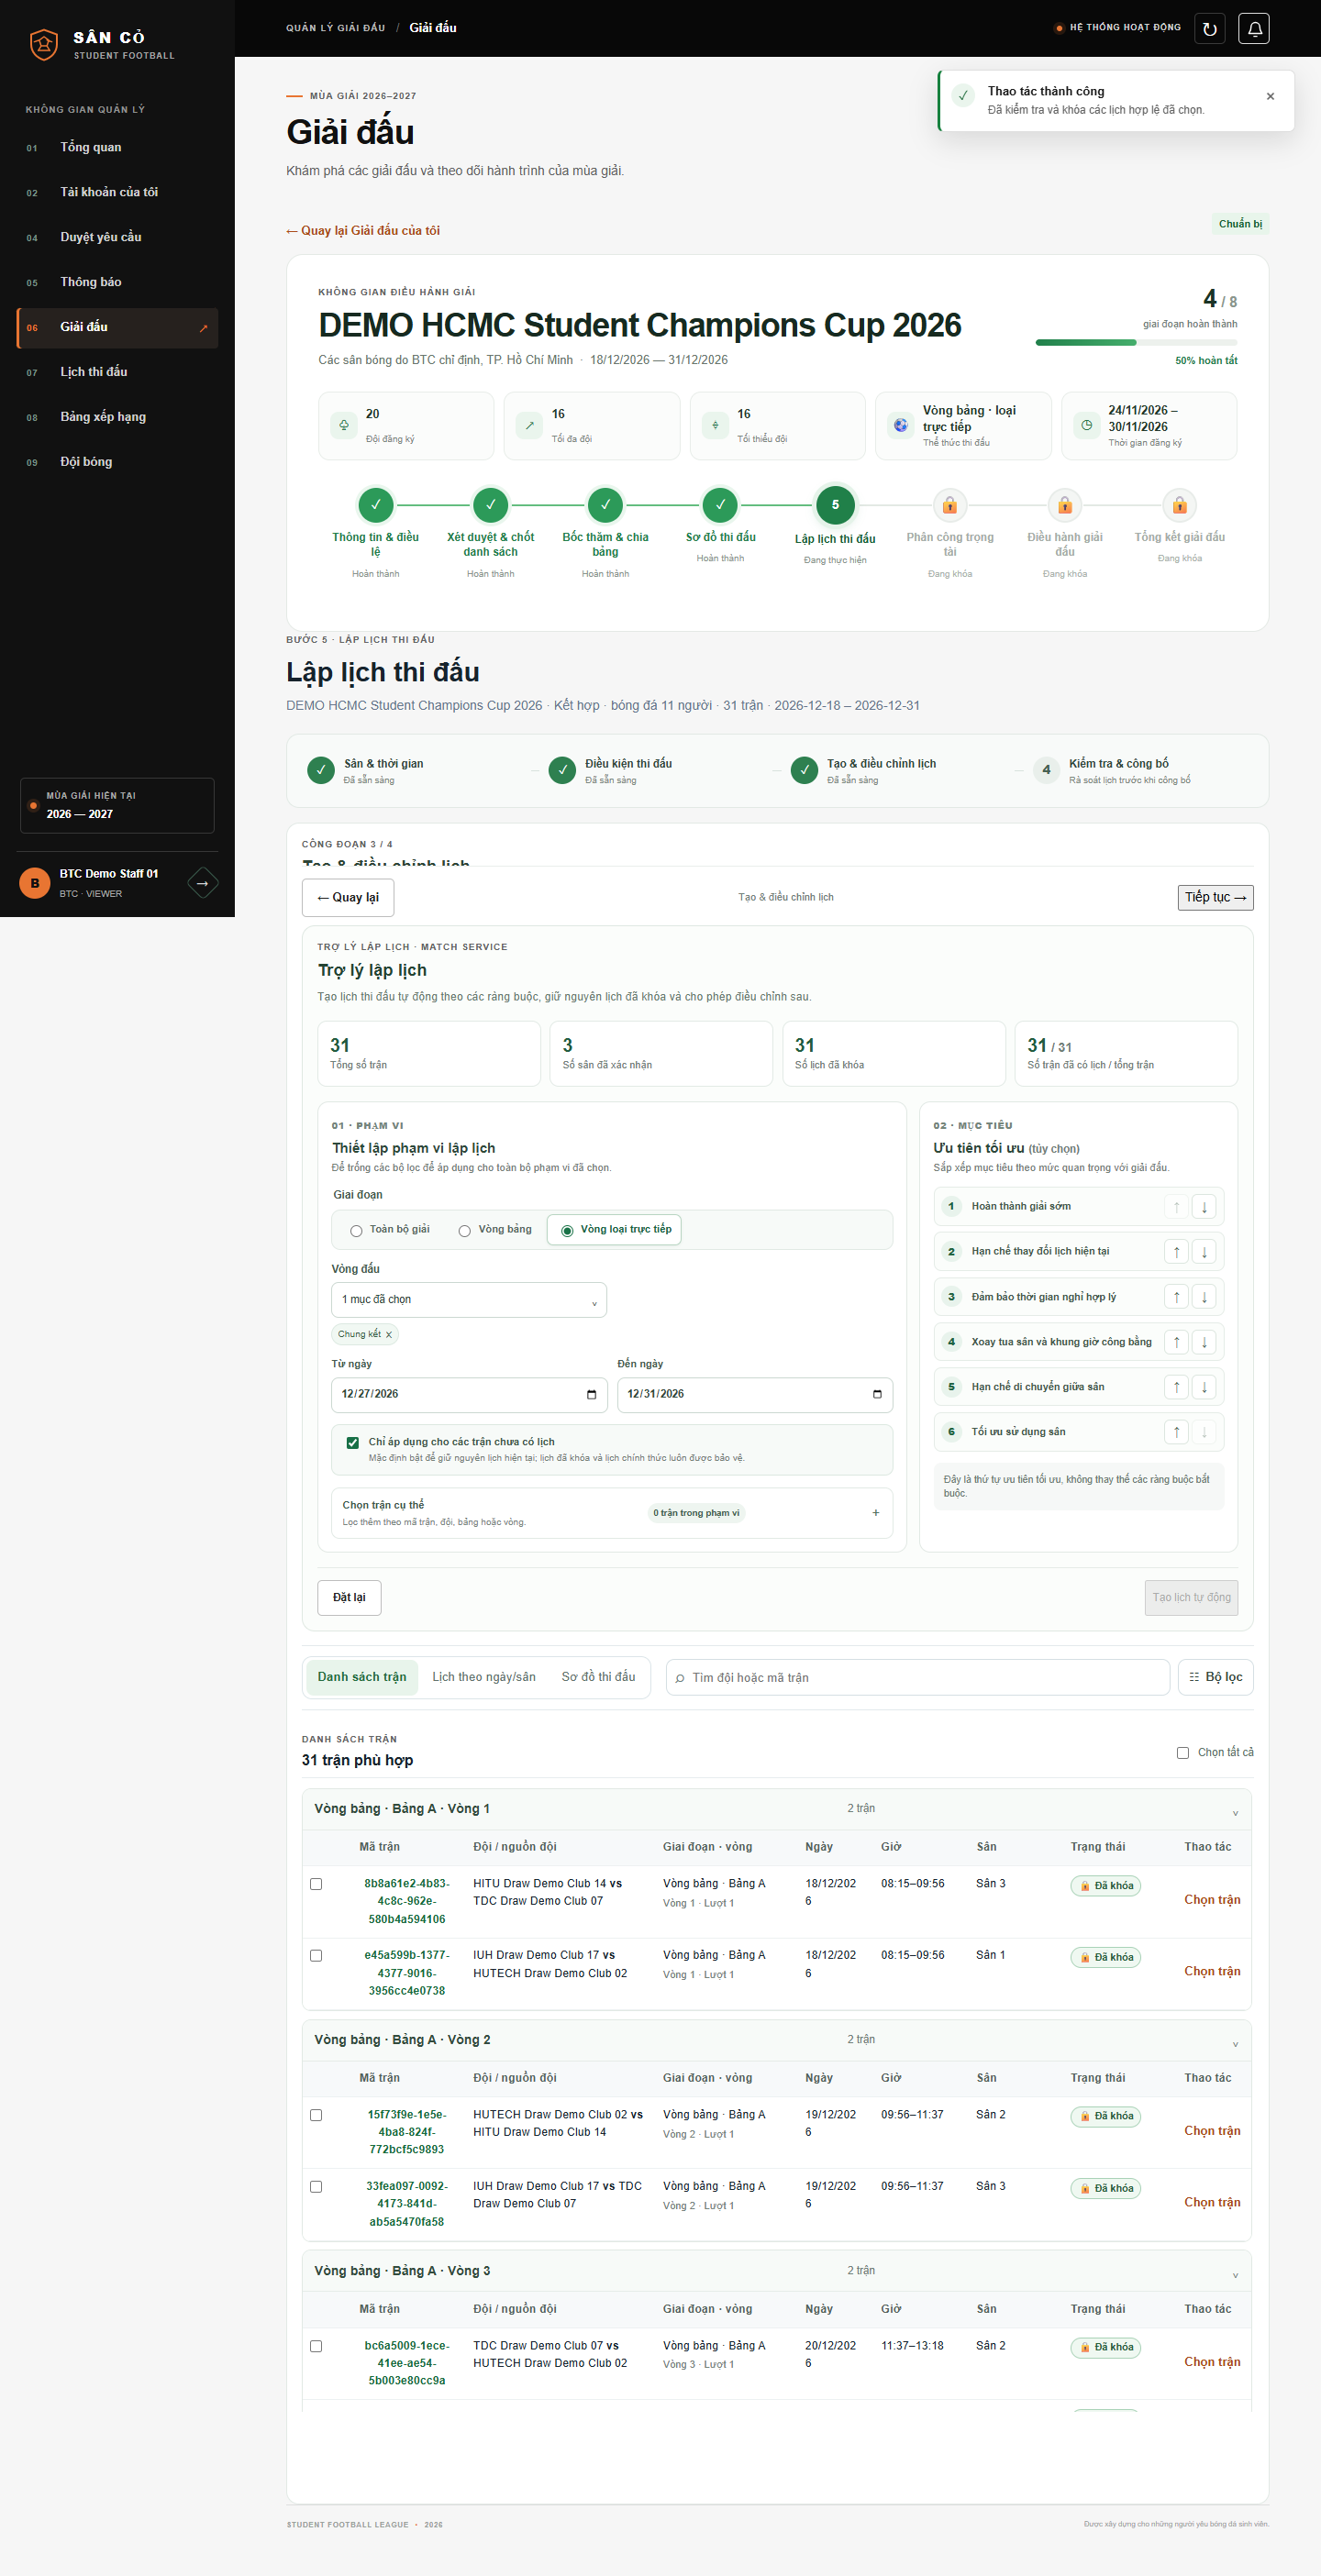 SÂN CỎ
STUDENT FOOTBALL
KHÔNG GIAN QUẢN LÝ
01 Tổng quan
02 Tài khoản của tôi
04 Duyệt yêu cầu
05 Thông báo
06 Giải đấu ↗
07 Lịch thi đấu
08 Bảng xếp hạng
09 Đội bóng
MÙA GIẢI HIỆN TẠI
2026 — 2027
B
BTC Demo Staff 01
BTC · VIEWER
→
QUẢN LÝ GIẢI ĐẤU / Giải đấu
HỆ THỐNG HOẠT ĐỘNG
Thao tác thành công
Đã kiểm tra và khóa các lịch hợp lệ đã chọn.
×
MÙA GIẢI 2026–2027
Giải đấu
Khám phá các giải đấu và theo dõi hành trình của mùa giải.
← Quay lại Giải đấu của tôi
Chuẩn bị
KHÔNG GIAN ĐIỀU HÀNH GIẢI
DEMO HCMC Student Champions Cup 2026
Các sân bóng do BTC chỉ định, TP. Hồ Chí Minh · 18/12/2026 — 31/12/2026
4 / 8
giai đoạn hoàn thành
50% hoàn tất
20
Đội đăng ký
16
Tối đa đội
16
Tối thiểu đội
Vòng bảng · loại trực tiếp
Thể thức thi đấu
24/11/2026 – 30/11/2026
Thời gian đăng ký
✓ Thông tin & điều lệ
Hoàn thành
✓ Xét duyệt & chốt danh sách
Hoàn thành
✓ Bốc thăm & chia bảng
Hoàn thành
✓ Sơ đồ thi đấu
Hoàn thành
5 Lập lịch thi đấu
Đang thực hiện
Phân công trọng tài
Đang khóa
Điều hành giải đấu
Đang khóa
Tổng kết giải đấu
Đang khóa
BƯỚC 5 · LẬP LỊCH THI ĐẤU
Lập lịch thi đấu
DEMO HCMC Student Champions Cup 2026 · Kết hợp · bóng đá 11 người · 31 trận · 2026-12-18 – 2026-12-31
✓ Sân & thời gian
Đã sẵn sàng
✓ Điều kiện thi đấu
Đã sẵn sàng
✓ Tạo & điều chỉnh lịch
Đã sẵn sàng
4 Kiểm tra & công bố
Rà soát lịch trước khi công bố
CÔNG ĐOẠN 3 / 4
Tạo & điều chỉnh lịch
← Quay lại
Tạo & điều chỉnh lịch
Tiếp tục →
TRỢ LÝ LẬP LỊCH · MATCH SERVICE
Trợ lý lập lịch
Tạo lịch thi đấu tự động theo các ràng buộc, giữ nguyên lịch đã khóa và cho phép điều chỉnh sau.
31
Tổng số trận
3
Số sân đã xác nhận
31
Số lịch đã khóa
31 / 31
Số trận đã có lịch / tổng trận
01 · PHẠM VI
Thiết lập phạm vi lập lịch
Để trống các bộ lọc để áp dụng cho toàn bộ phạm vi đã chọn.
Giai đoạn
Toàn bộ giải
Vòng bảng
Vòng loại trực tiếp
Vòng đấu
1 mục đã chọn
Chung kết x
Từ ngày
Đến ngày
12/27/2026
12/31/2026
Chỉ áp dụng cho các trận chưa có lịch
Mặc định bật để giữ nguyên lịch hiện tại; lịch đã khóa và lịch chính thức luôn được bảo vệ.
Chọn trận cụ thể
Lọc thêm theo mã trận, đội, bảng hoặc vòng.
0 trận trong phạm vi
+
02 · MỤC TIÊU
Ưu tiên tối ưu (tùy chọn)
Sắp xếp mục tiêu theo mức quan trọng với giải đấu.
1 Hoàn thành giải sớm ↑ ↓
2 Hạn chế thay đổi lịch hiện tại ↑ ↓
3 Đảm bảo thời gian nghỉ hợp lý ↑ ↓
4 Xoay tua sân và khung giờ công bằng ↑ ↓
5 Hạn chế di chuyển giữa sân ↑ ↓
6 Tối ưu sử dụng sân ↑ ↓
Đây là thứ tự ưu tiên tối ưu, không thay thế các ràng buộc bắt buộc.
Đặt lại
Tạo lịch tự động
Danh sách trận
Lịch theo ngày/sân
Sơ đồ thi đấu
Tìm đội hoặc mã trận
Bộ lọc
DANH SÁCH TRẬN
31 trận phù hợp
Chọn tất cả
Vòng bảng · Bảng A · Vòng 1 2 trận
Mã trận Đội / nguồn đội Giai đoạn · vòng Ngày Giờ Sân Trạng thái Thao tác
8b8a61e2-4b83-4c8c-962e-580b4a594106 HITU Draw Demo Club 14 vs TDC Draw Demo Club 07 Vòng bảng · Bảng A Vòng 1 · Lượt 1 18/12/2026 08:15–09:56 Sân 3 Đã khóa Chọn trận
e45a599b-1377-4377-9016-3956cc4e0738 IUH Draw Demo Club 17 vs HUTECH Draw Demo Club 02 Vòng bảng · Bảng A Vòng 1 · Lượt 1 18/12/2026 08:15–09:56 Sân 1 Đã khóa Chọn trận
Vòng bảng · Bảng A · Vòng 2 2 trận
Mã trận Đội / nguồn đội Giai đoạn · vòng Ngày Giờ Sân Trạng thái Thao tác
15f73f9e-1e5e-4ba8-824f-772bcf5c9893 HUTECH Draw Demo Club 02 vs HITU Draw Demo Club 14 Vòng bảng · Bảng A Vòng 2 · Lượt 1 19/12/2026 09:56–11:37 Sân 2 Đã khóa Chọn trận
33fea097-0092-4173-841d-ab5a5470fa58 IUH Draw Demo Club 17 vs TDC Draw Demo Club 07 Vòng bảng · Bảng A Vòng 2 · Lượt 1 19/12/2026 09:56–11:37 Sân 3 Đã khóa Chọn trận
Vòng bảng · Bảng A · Vòng 3 2 trận
Mã trận Đội / nguồn đội Giai đoạn · vòng Ngày Giờ Sân Trạng thái Thao tác
bc6a5009-1ece-41ee-ae54-5b003e80cc9a TDC Draw Demo Club 07 vs HUTECH Draw Demo Club 02 Vòng bảng · Bảng A Vòng 3 · Lượt 1 20/12/2026 11:37–13:18 Sân 2 Đã khóa Chọn trận
STUDENT FOOTBALL LEAGUE • 2026
Được xây dựng cho những người yêu bóng đá sinh viên.